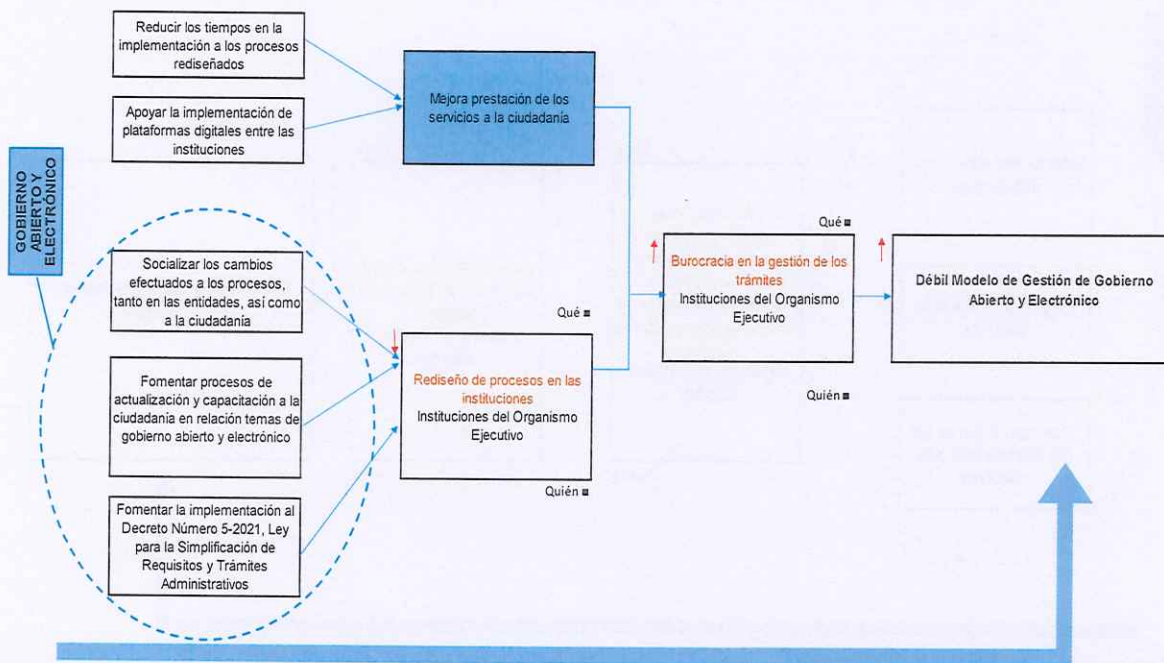 Reducir los tiempos en la
implementación a los procesos
rediseñados
Apoyar la implementación de
plataformas digitales entre las
instituciones
Mejora prestación de los
servicios a la ciudadanía
GOBIERNO
ABIERTO Y
ELECTRÓNICO
Socializar los cambios
efectuados a los procesos,
tanto en las entidades, así como
a la ciudadanía
Fomentar procesos de
actualización y capacitación a la
ciudadanía en relación temas de
gobierno abierto y electrónico
Fomentar la implementación al
Decreto Número 5-2021, Ley
para la Simplificación de
Requisitos y Trámites
Administrativos
Qué
Rediseño de procesos en las
instituciones
Instituciones del Organismo
Ejecutivo
Quién
Qué
Burocracia en la gestión de los
trámites
Instituciones del Organismo
Ejecutivo
Quién
Débil Modelo de Gestión de Gobierno
Abierto y Electrónico